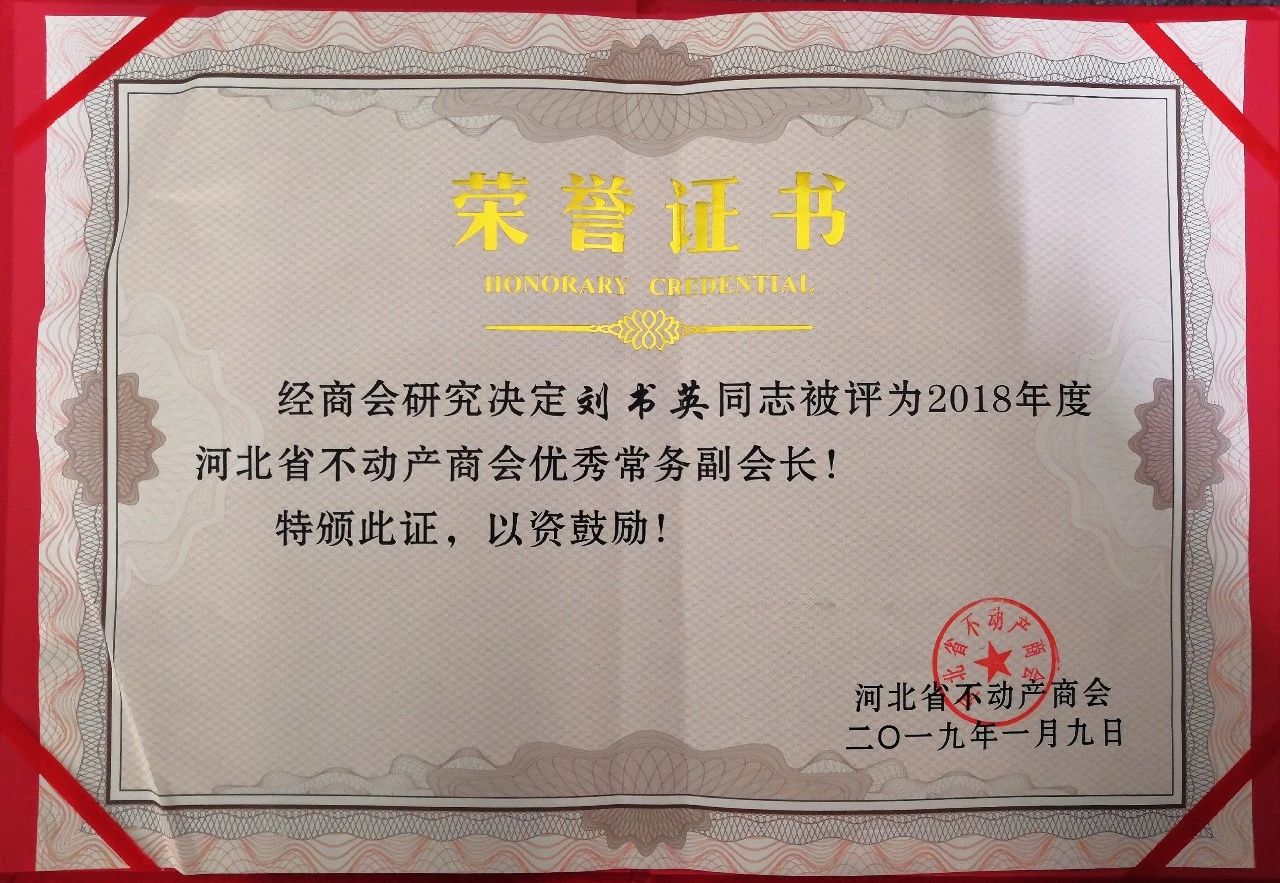 荣誉证书
HONORARY CREDENTIAL
经商会研究决定刘书英同志被评为2018年度
河北省不动产商会优秀常务副会长!
特颁此证，以资鼓励!
河北省不动产商会
河北省不动产商会
二〇一九年一月九日